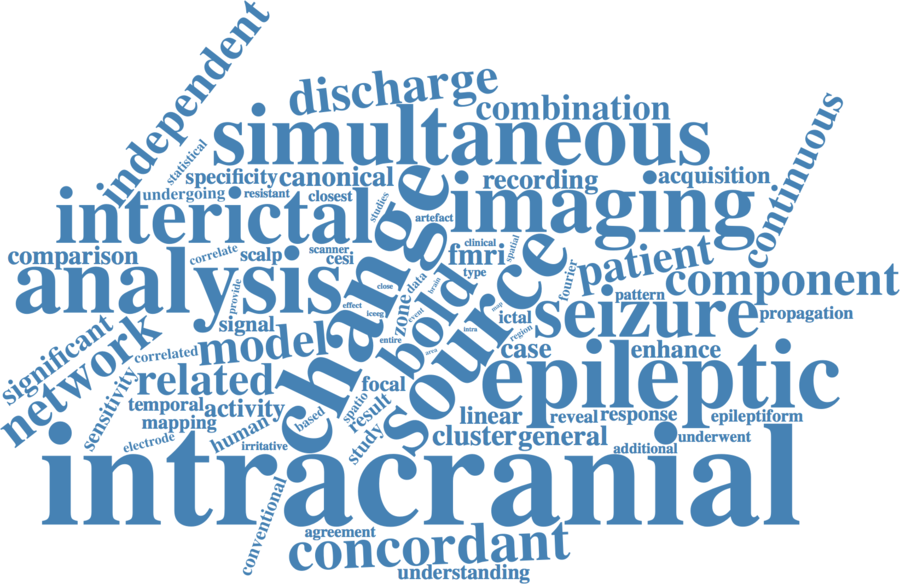 independent
discharge
combination
simultaneous
continuous
statistical
specificity
canonical
recording
acquisition
undergoing
resistant
closest
studies
imaging
interictal
artefact
change
comparison
correlate
scalp
scanner
cesi
fmri
clinical
type
spatial
patient
component
analysis
provide
close
data
brain
source
fourier
pattern
effect
iceeg
zone
event
bold
map
ictal
seizure
propagation
significant
network
signal
correlated
model
entire
area
intra
region
case
enhance
related
focal
epileptic
sensitivity
temporal
activity
mapping
human
based
spatio
result
linear
reveal
response
epileptiform
electrode
irritative
study
cluster
general
additional
underwent
intracranial
conventional
agreement
concordant
understanding